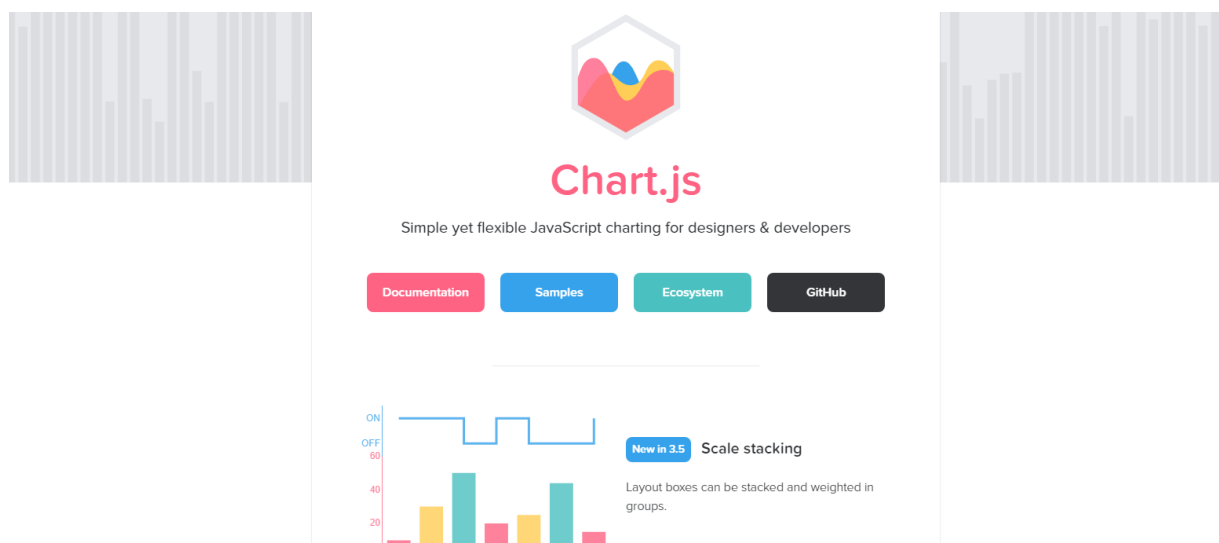 Chart.js
Simple yet flexible JavaScript charting for designers & developers
Documentation
Samples
Ecosystem
GitHub
ON
OFF
60
40
20
New in 3.5
Scale stacking
Layout boxes can be stacked and weighted in
groups.